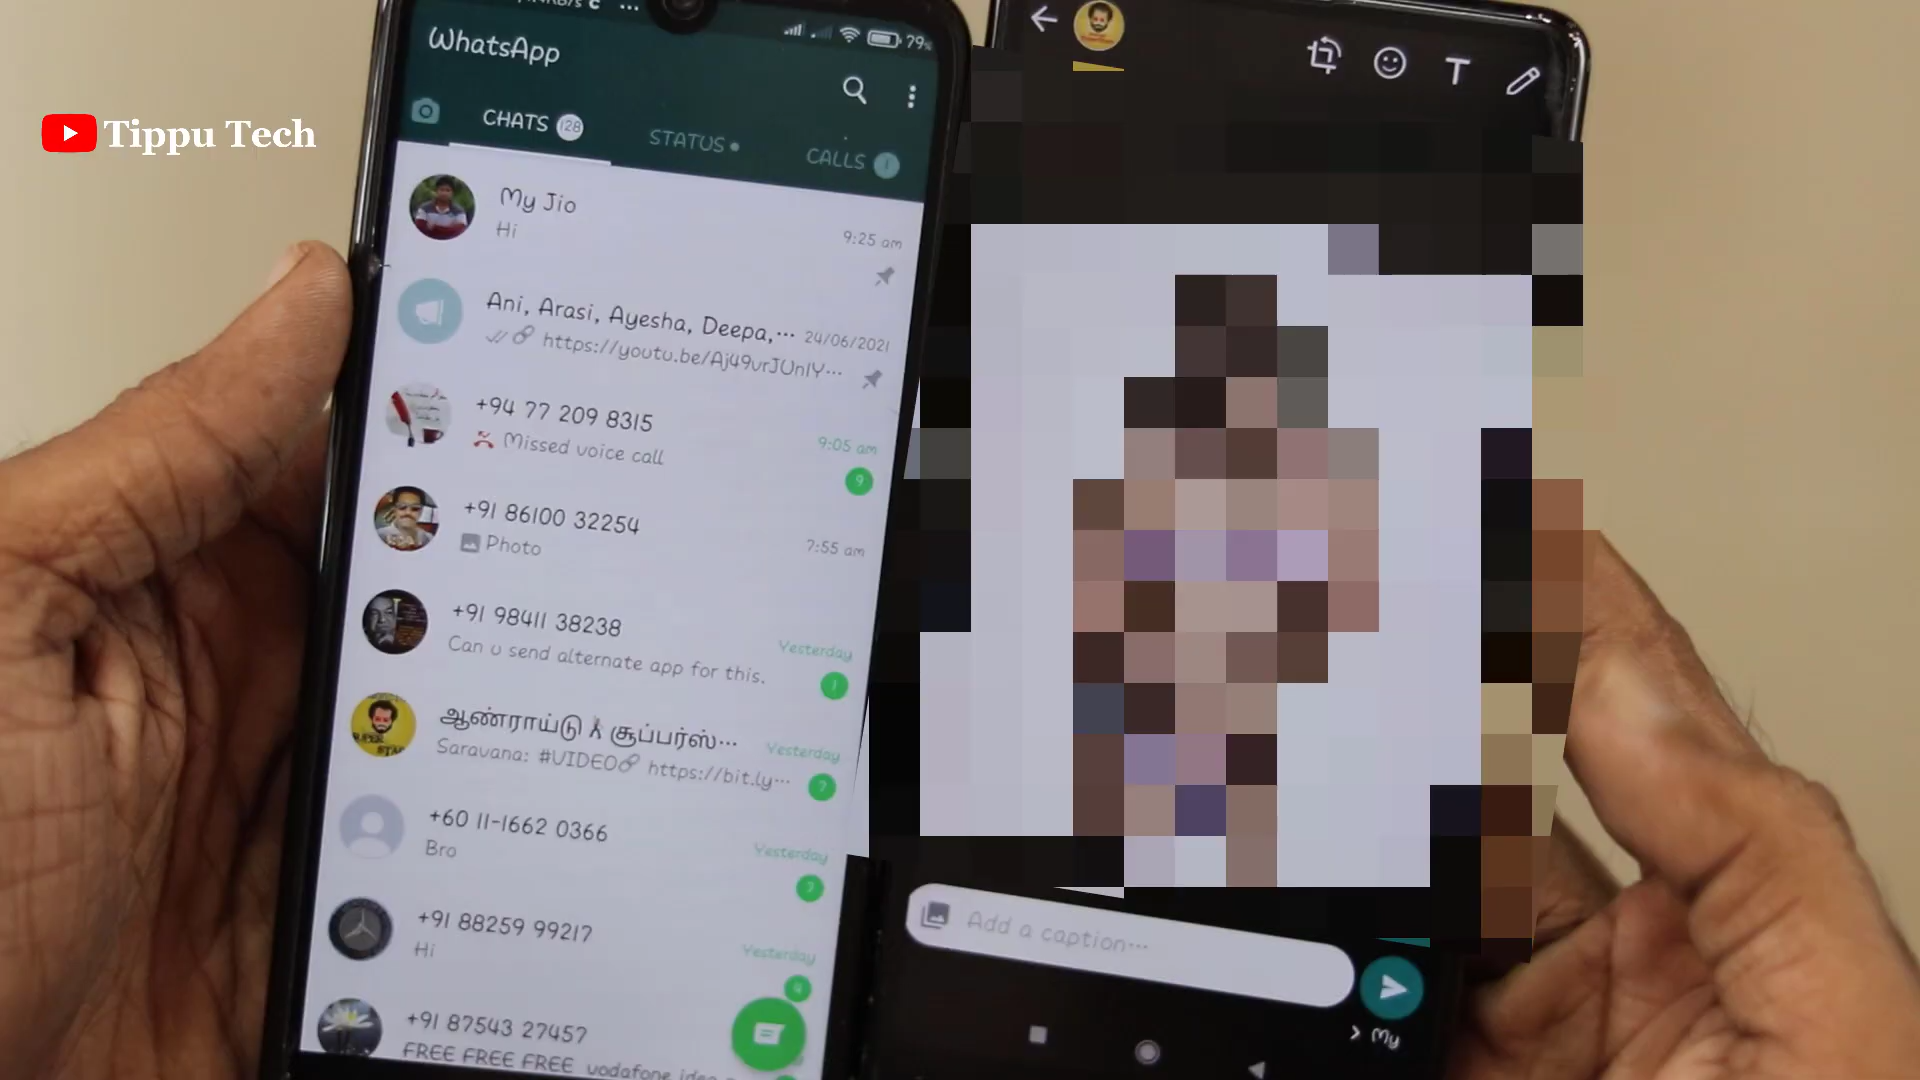 Tippu Tech
WhatsApp
79%
CHATS 128
STATUS
CALLS 1
My Jio
Hi
9:25 am
Ani, Arasi, Ayesha, Deepa,...
24/06/2021
https://youtu.be/Aj49vrJUnIY...
+94 77 209 8315
Missed voice call
9:05 am
9
+91 86100 32254
Photo
7:55 am
+91 98411 38238
Can u send alternate app for this.
Yesterday
1
ஆண்ராய்டு சூப்பர்ஸ்...
Saravana: #VIDEO https://bit.ly...
Yesterday
7
+60 11-1662 0366
Bro
Yesterday
7
+91 88259 99217
Hi
Yesterday
4
+91 87543 27457
FREE FREE FREE vodafone
T
Add a caption...
> My